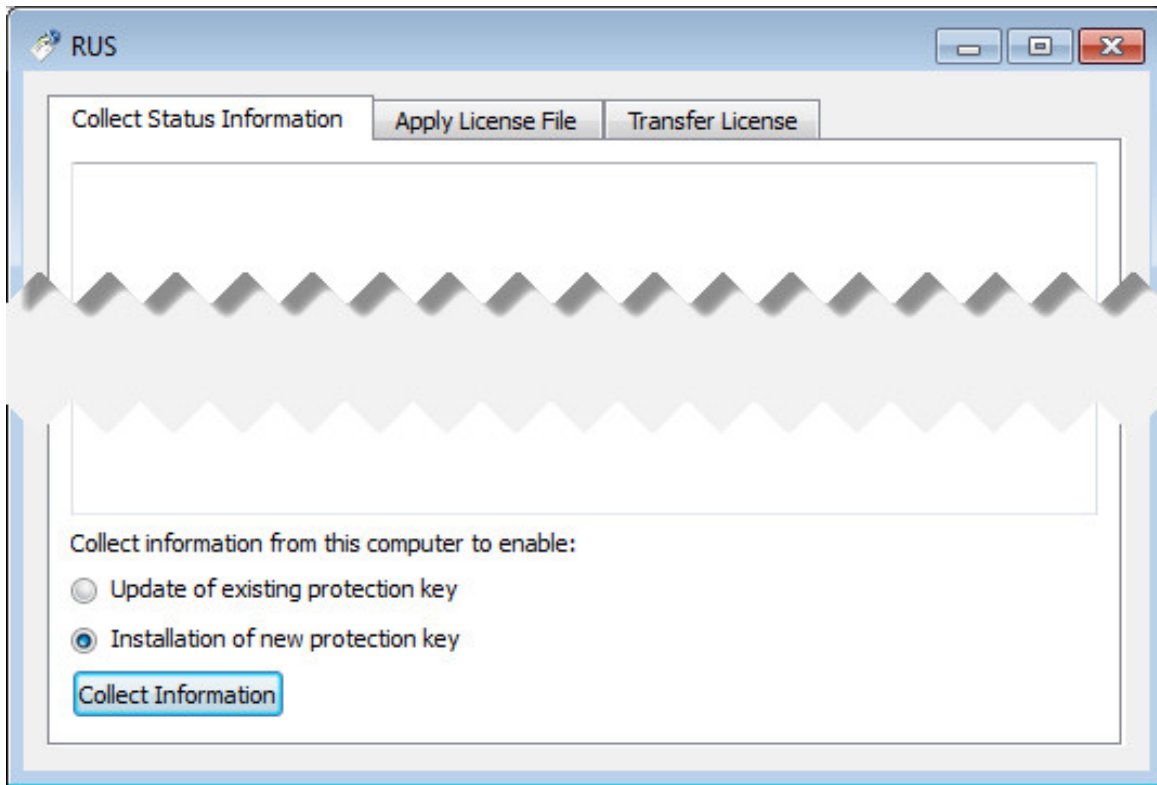 RUS
Collect Status Information Apply License File Transfer License
Collect information from this computer to enable:
Update of existing protection key
Installation of new protection key
Collect Information